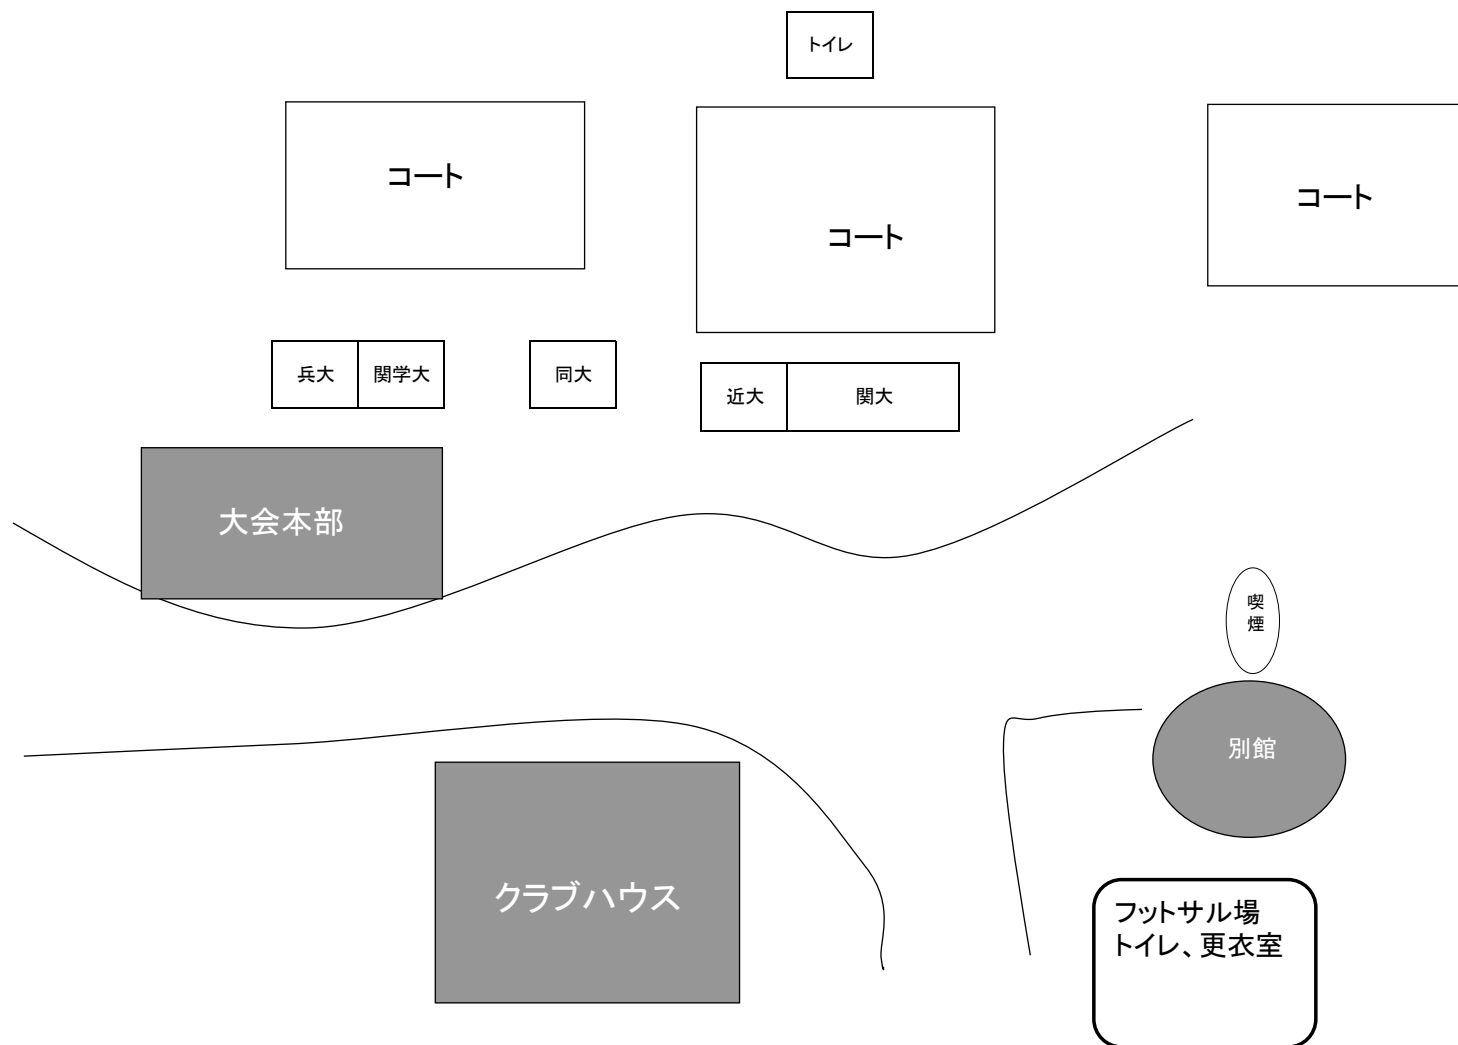 トイレ
コート
コート
コート
兵大
関学大
同大
近大
関大
大会本部
喫
煙
別館
クラブハウス
フットサル場
トイレ、更衣室